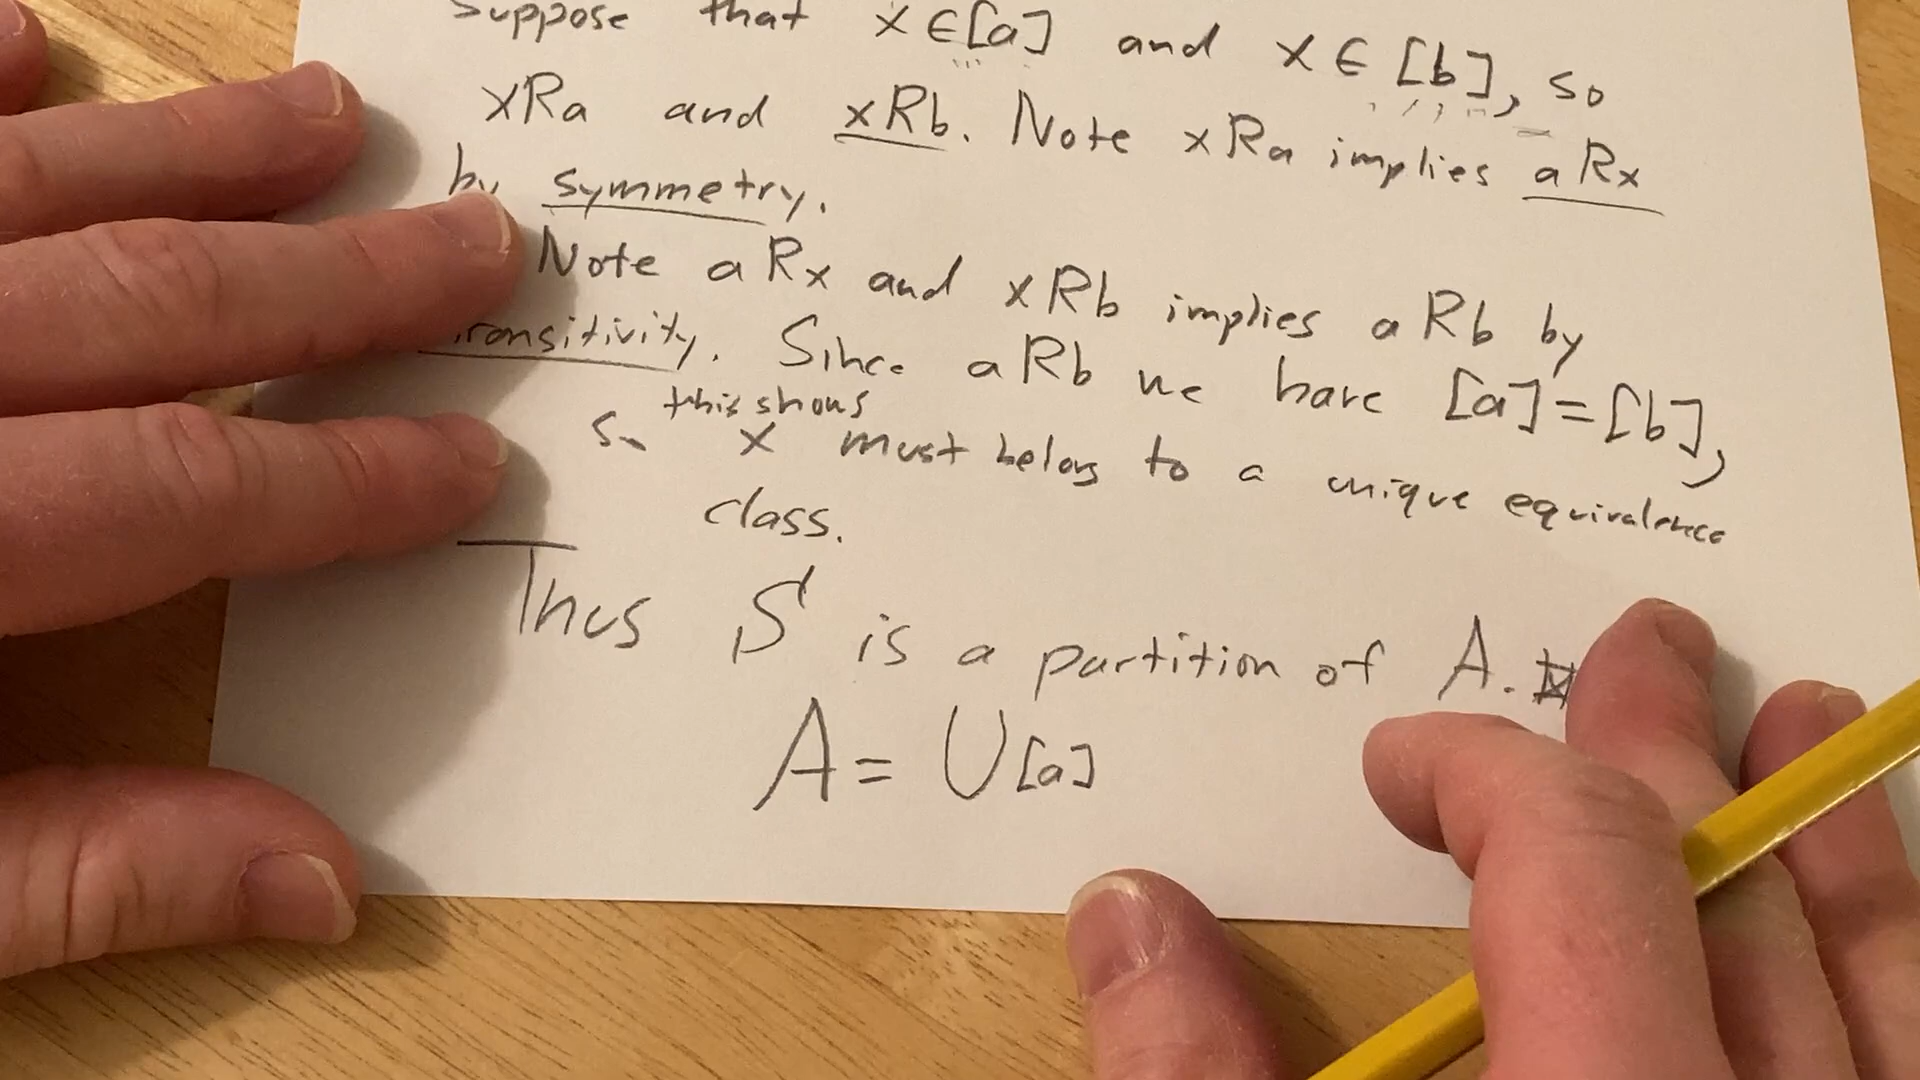 Suppose that x ∈ [a] and x ∈ [b], so
xRa and xRb. Note xRa implies aRx
by symmetry.
Note aRx and xRb implies aRb by
transitivity. Since aRb we have [a] = [b],
this shows
so x must belong to a unique equivalence
class.
Thus S is a partition of A.
A = U[a]